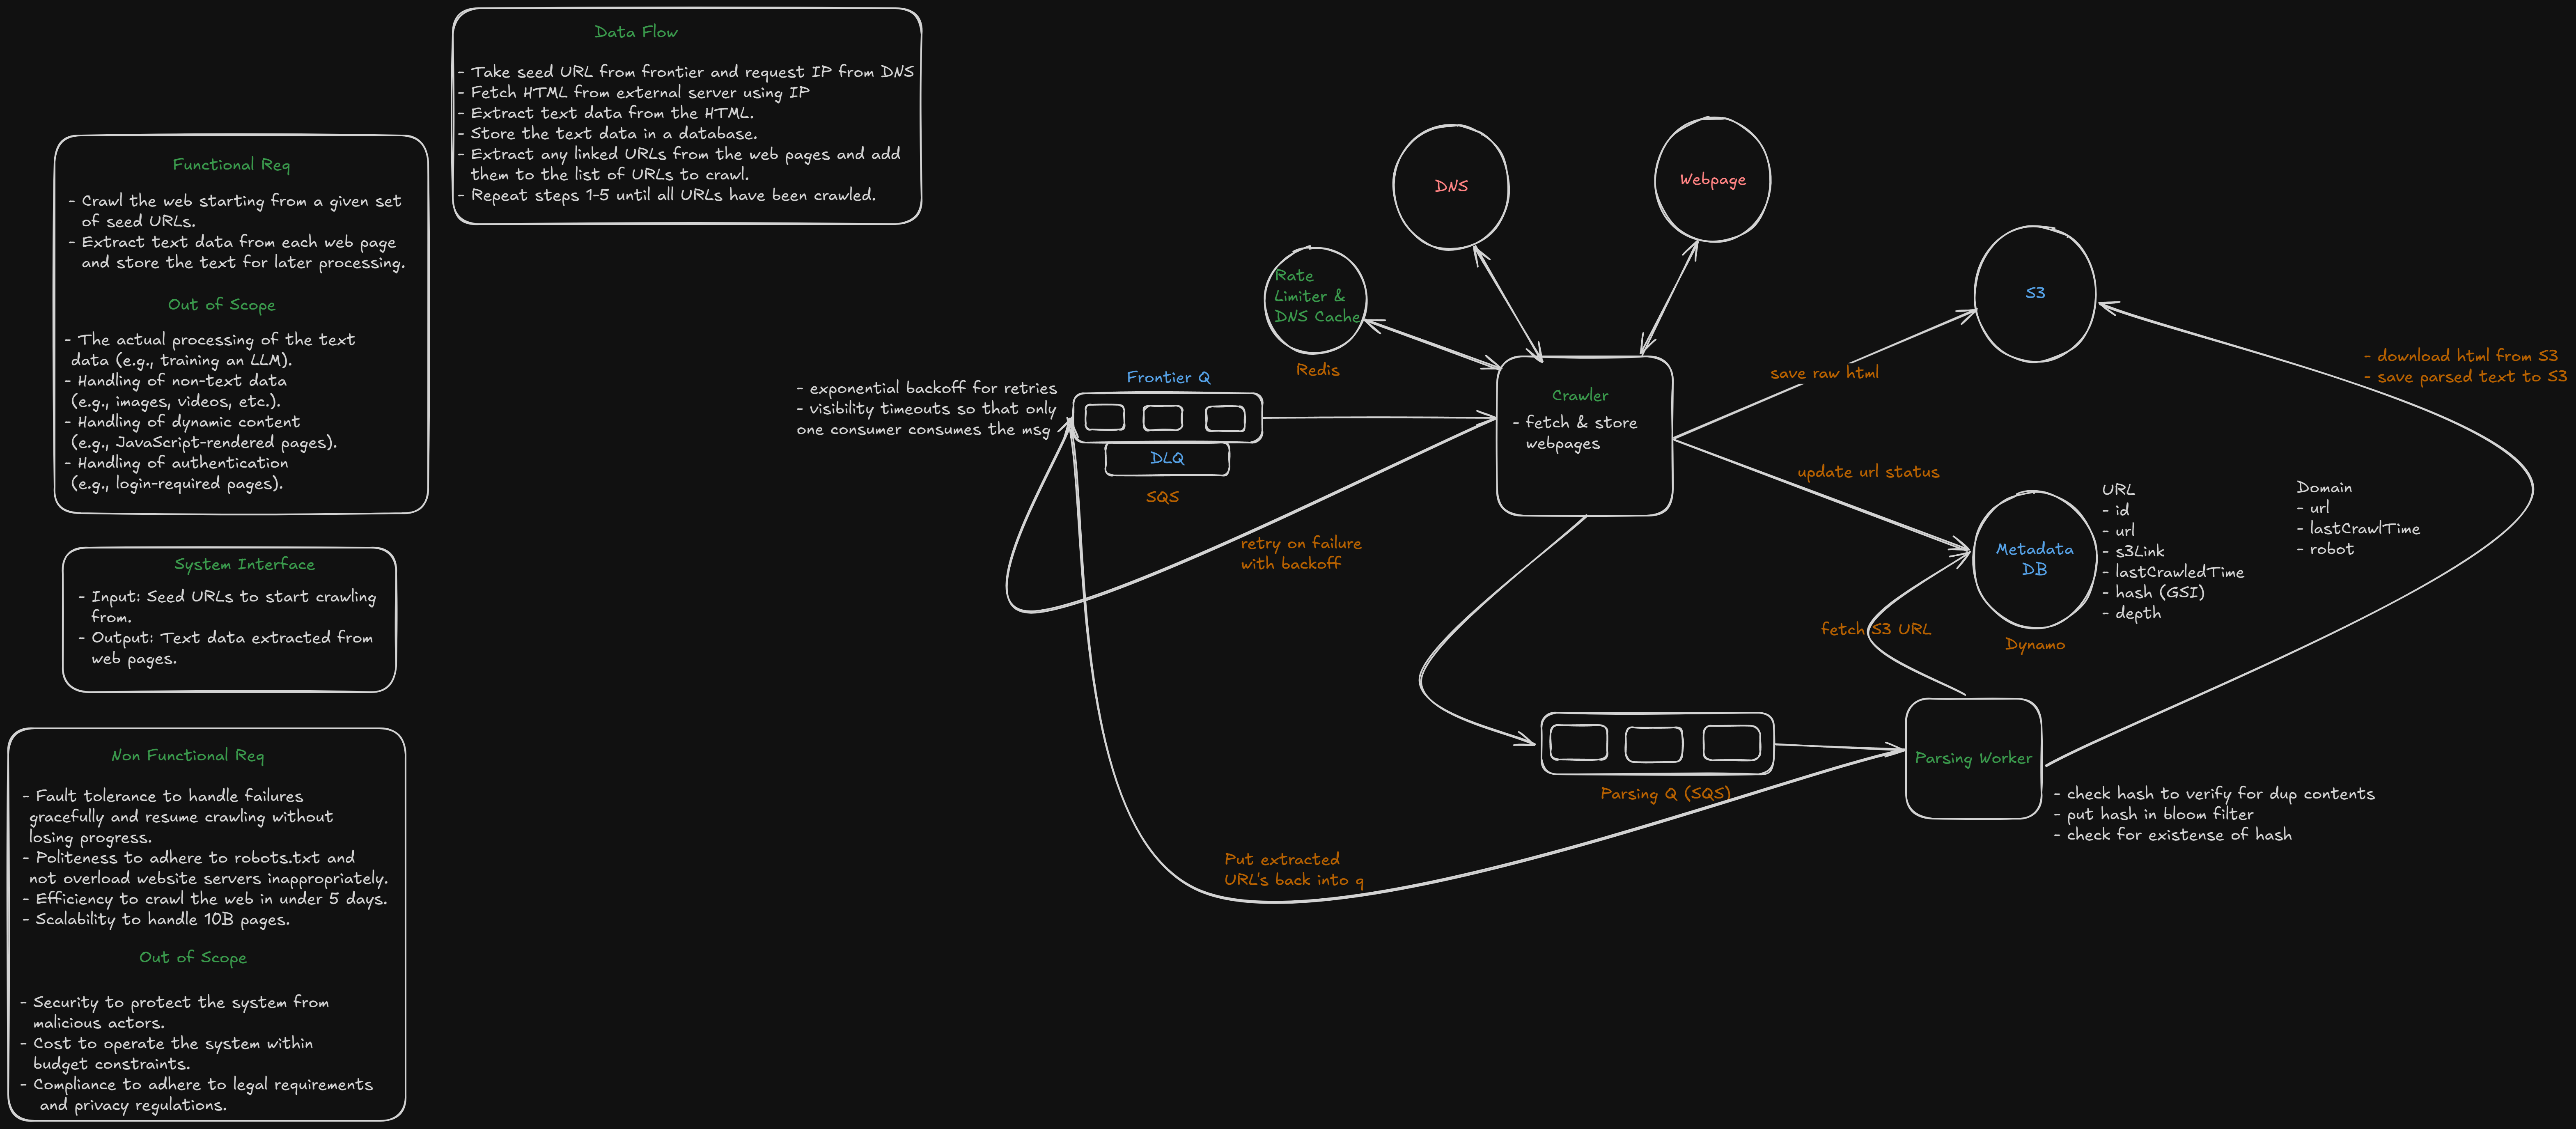 Data Flow
- Take seed URL from frontier and request IP from DNS
- Fetch HTML from external server using IP
- Extract text data from the HTML.
- Store the text data in a database.
- Extract any linked URLs from the web pages and add
them to the list of URLs to crawl.
- Repeat steps 1-5 until all URLs have been crawled.
Functional Req
- Crawl the web starting from a given set
of seed URLs.
- Extract text data from each web page
and store the text for later processing.
Out of Scope
- The actual processing of the text
data (e.g., training an LLM).
- Handling of non-text data
(e.g., images, videos, etc.).
- Handling of dynamic content
(e.g., JavaScript-rendered pages).
- Handling of authentication
(e.g., login-required pages).
System Interface
- Input: Seed URLs to start crawling
from.
- Output: Text data extracted from
web pages.
Non Functional Req
- Fault tolerance to handle failures
gracefully and resume crawling without
losing progress.
- Politeness to adhere to robots.txt and
not overload website servers inappropriately.
- Efficiency to crawl the web in under 5 days.
- Scalability to handle 10B pages.
Out of Scope
- Security to protect the system from
malicious actors.
- Cost to operate the system within
budget constraints.
- Compliance to adhere to legal requirements
and privacy regulations.
DNS
Webpage
Rate
Limiter &
DNS Cache
Redis
S3
- download html from S3
- save parsed text to S3
save raw html
Frontier Q
- exponential backoff for retries
- visibility timeouts so that only
one consumer consumes the msg
DLQ
SQS
Crawler
- fetch & store
webpages
update url status
retry on failure
with backoff
Metadata
DB
Dynamo
URL
- id
- url
- s3Link
- lastCrawledTime
- hash (GSI)
- depth
Domain
- url
- lastCrawlTime
- robot
fetch S3 URL
Parsing Q (SQS)
Parsing Worker
- check hash to verify for dup contents
- put hash in bloom filter
- check for existense of hash
Put extracted
URL's back into q